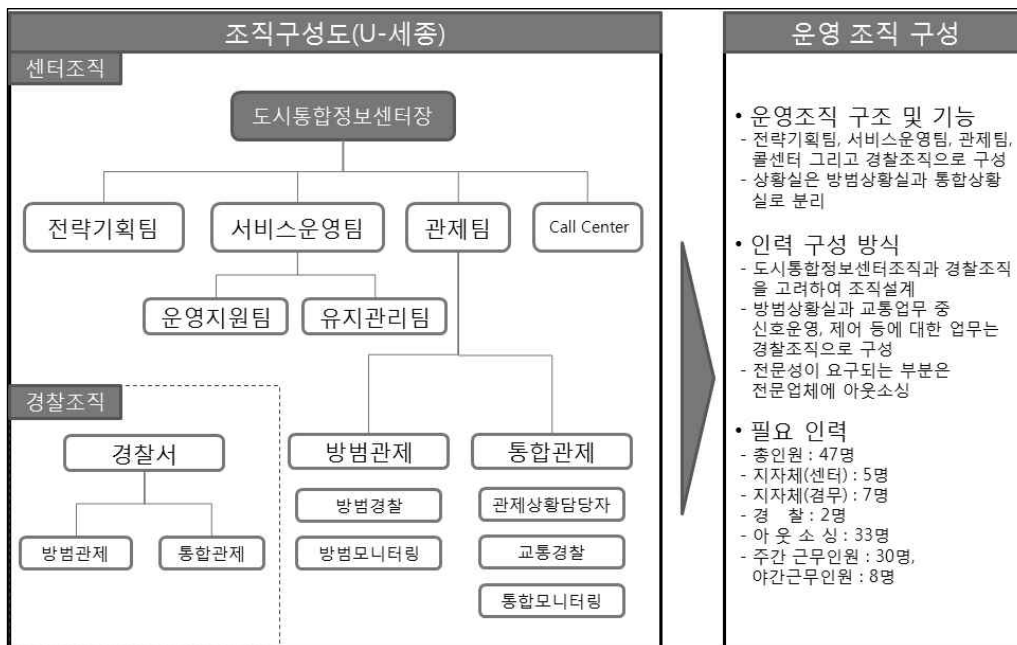 조직구성도(U-세종)
센터조직
도시통합정보센터장
전략기획팀
서비스운영팀
관제팀
Call Center
운영지원팀
유지관리팀
경찰조직
경찰서
방범관제
통합관제
방범관제
통합관제
방범경찰
관제상황담당자
방범모니터링
교통경찰
통합모니터링
운영 조직 구성
• 운영조직 구조 및 기능
- 전략기획팀, 서비스운영팀, 관제팀,
콜센터 그리고 경찰조직으로 구성
- 상황실은 방범상황실과 통합상황
실로 분리
• 인력 구성 방식
- 도시통합정보센터조직과 경찰조직
을 고려하여 조직설계
- 방범상황실과 교통업무 중
신호운영, 제어 등에 대한 업무는
경찰조직으로 구성
- 전문성이 요구되는 부분은
전문업체에 아웃소싱
• 필요 인력
- 총인원 : 47명
- 지자체(센터) : 5명
- 지자체(겸무) : 7명
- 경 찰 : 2명
- 아 웃 소 싱 : 33명
- 주간 근무인원 : 30명,
야간근무인원 : 8명